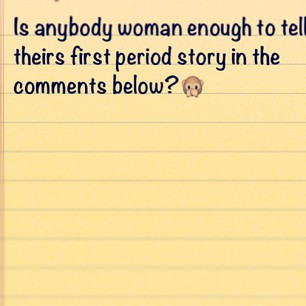 Is anybody woman enough to tell
theirs first period story in the
comments below?🙊